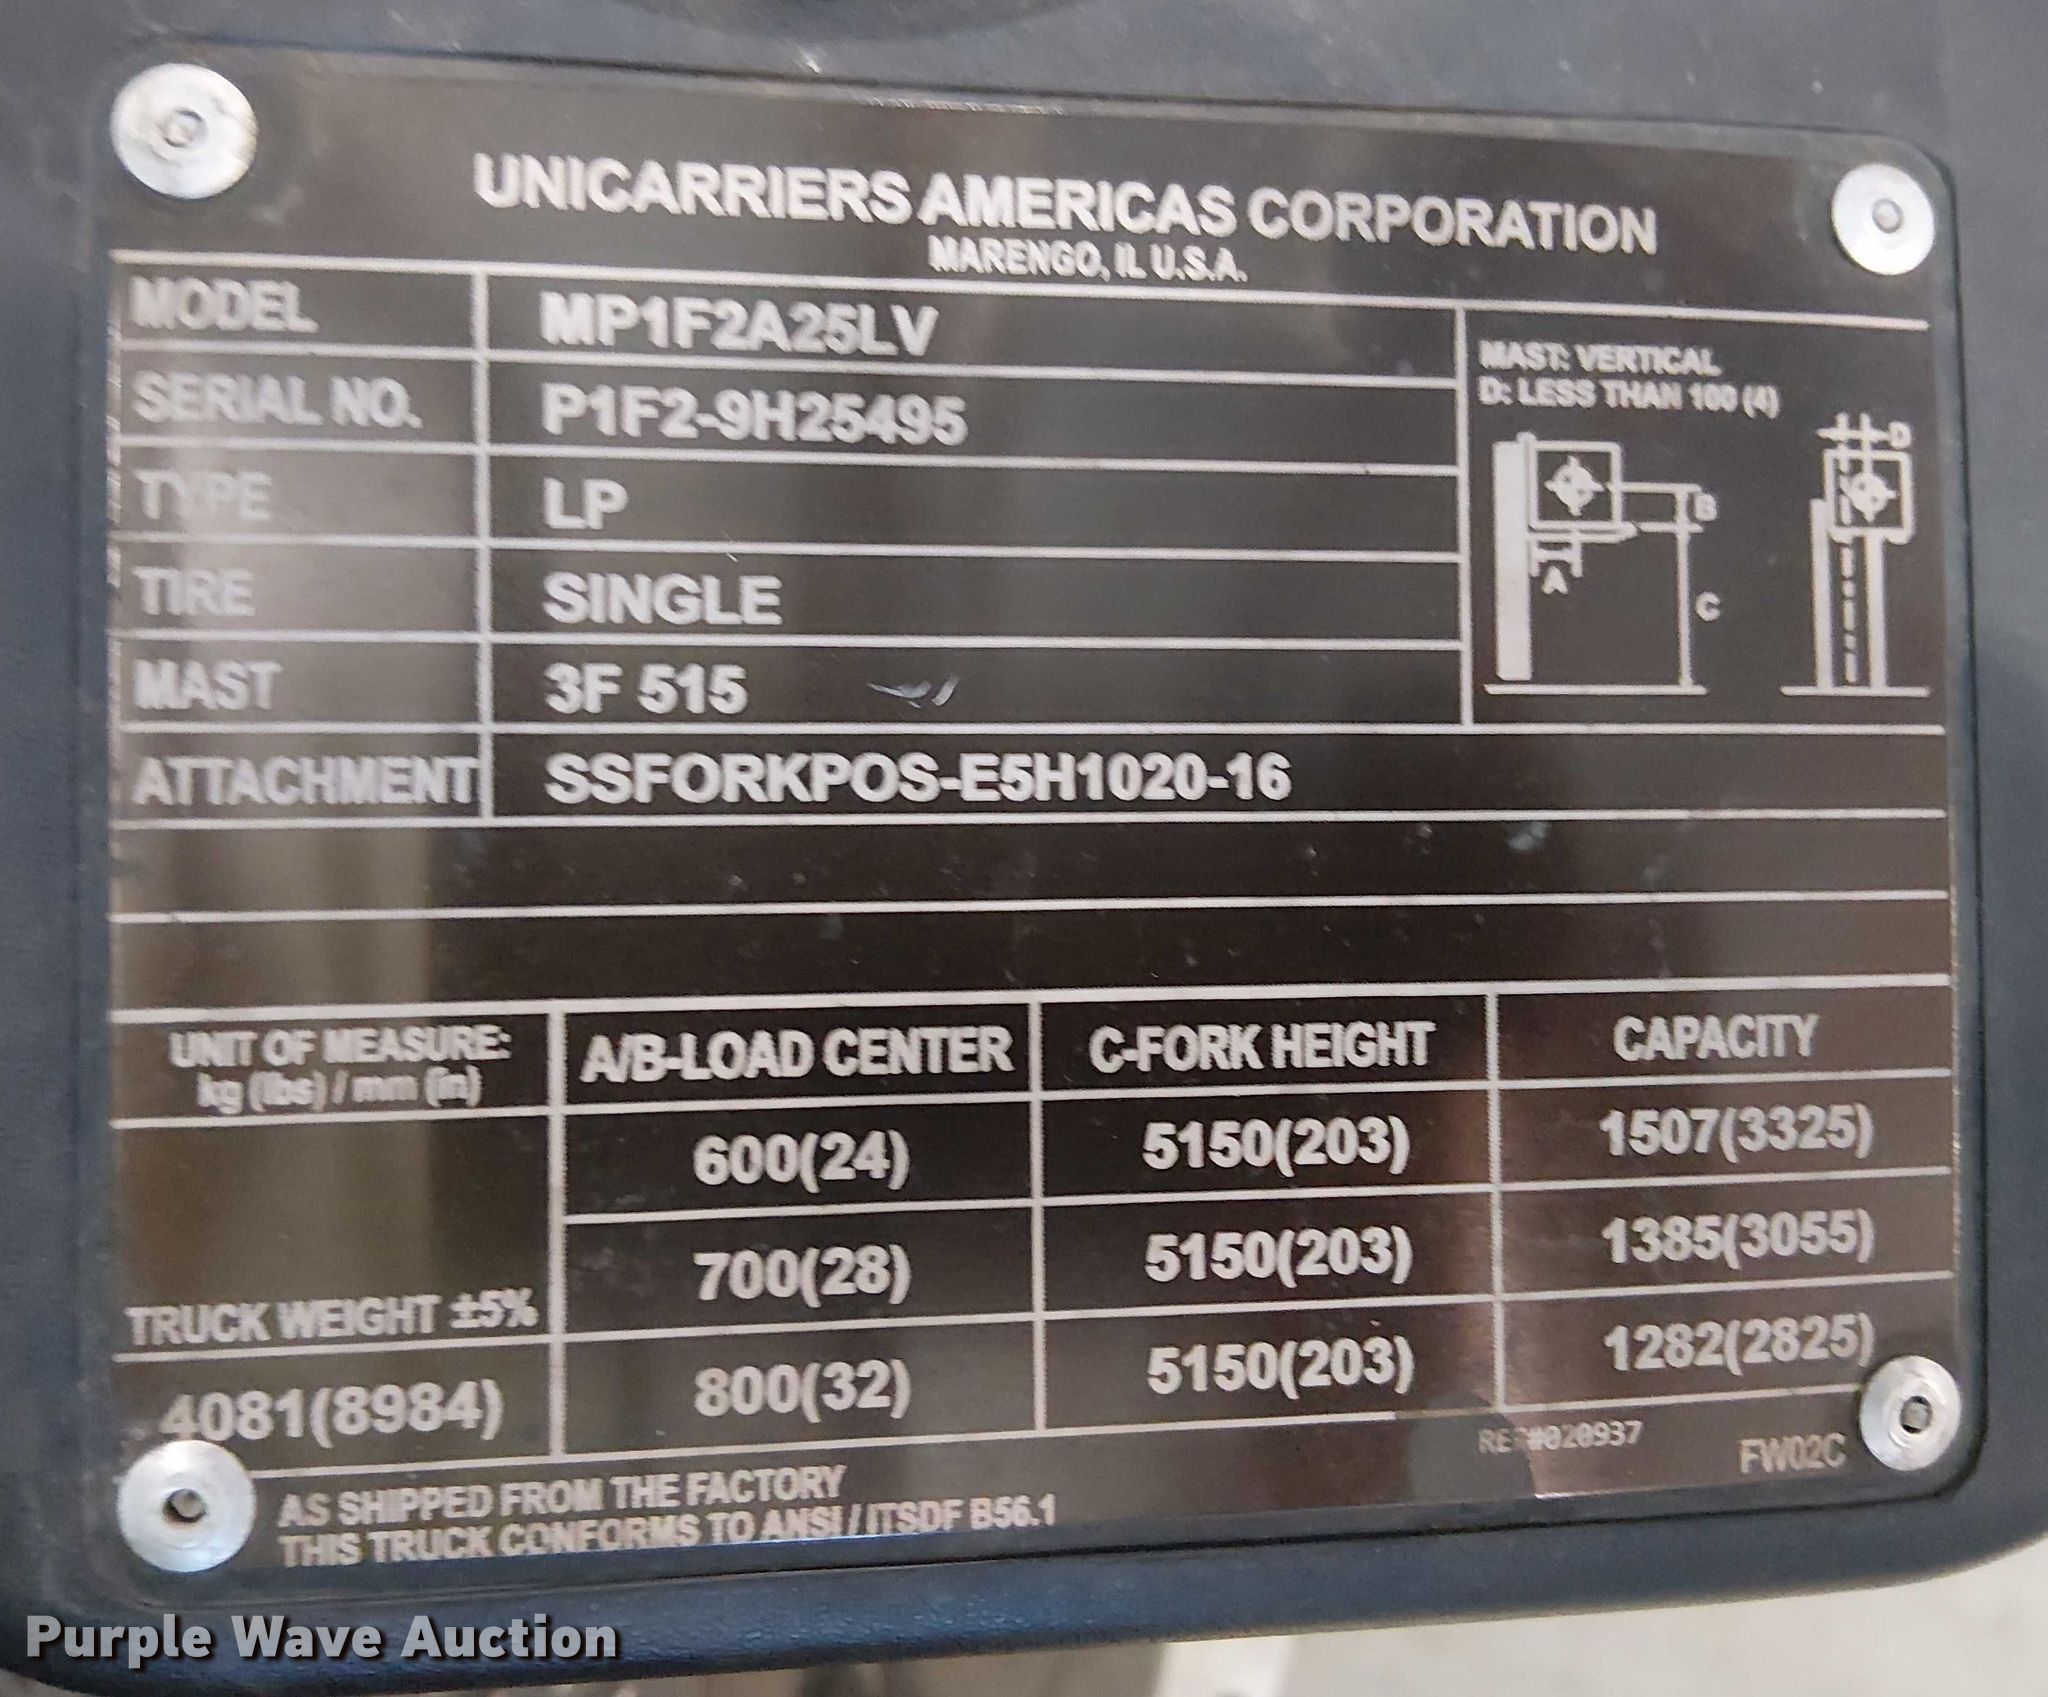 UNICARRIERS AMERICAS CORPORATION
MARENGO, IL U.S.A.
MODEL MP1F2A25LV
SERIAL NO. P1F2-9H25495
TYPE LP
TIRE SINGLE
MAST 3F 515
MAST: VERTICAL
D: LESS THAN 100 (4)
D
B
A
C
ATTACHMENT SSFORKPOS-E5H1020-16
UNIT OF MEASURE:
kg (lbs) / mm (in)
A/B-LOAD CENTER C-FORK HEIGHT CAPACITY
600(24) 5150(203) 1507(3325)
700(28) 5150(203) 1385(3055)
TRUCK WEIGHT ±5%
800(32) 5150(203) 1282(2825)
4081(8984)
REF#020937
FW02C
AS SHIPPED FROM THE FACTORY
THIS TRUCK CONFORMS TO ANSI / ITSDF B56.1
Purple Wave Auction